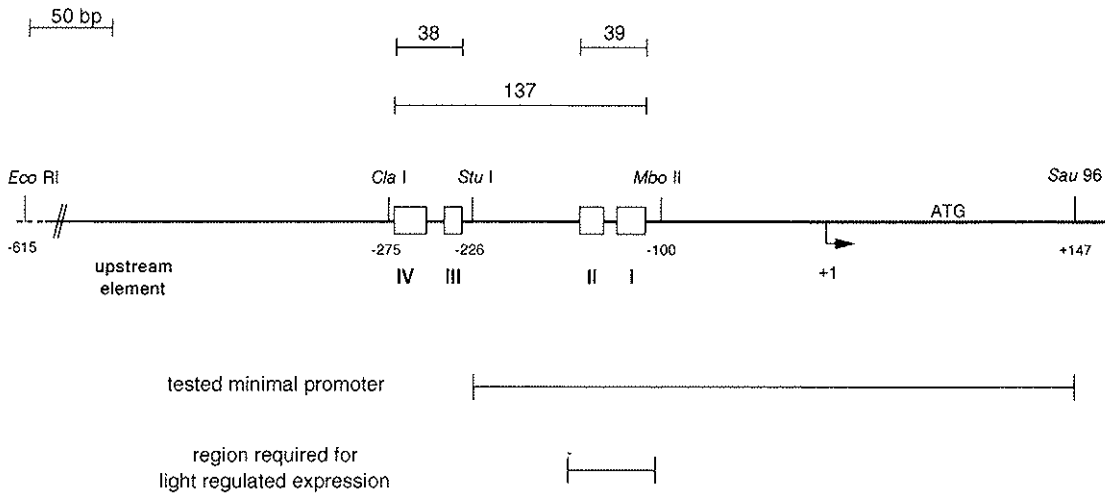 50 bp
38
39
137
Eco RI
Cla I
Stu I
Mbo II
Sau 96
ATG
-615
-275
-226
-100
+1
+147
upstream
element
IV
III
II
I
tested minimal promoter
region required for
light regulated expression